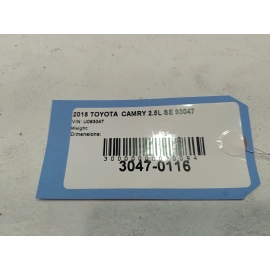 2018 TOYOTA CAMRY 2.5L SE 93047
VIN: U093047
Weight:
Dimensions:
3047-0116